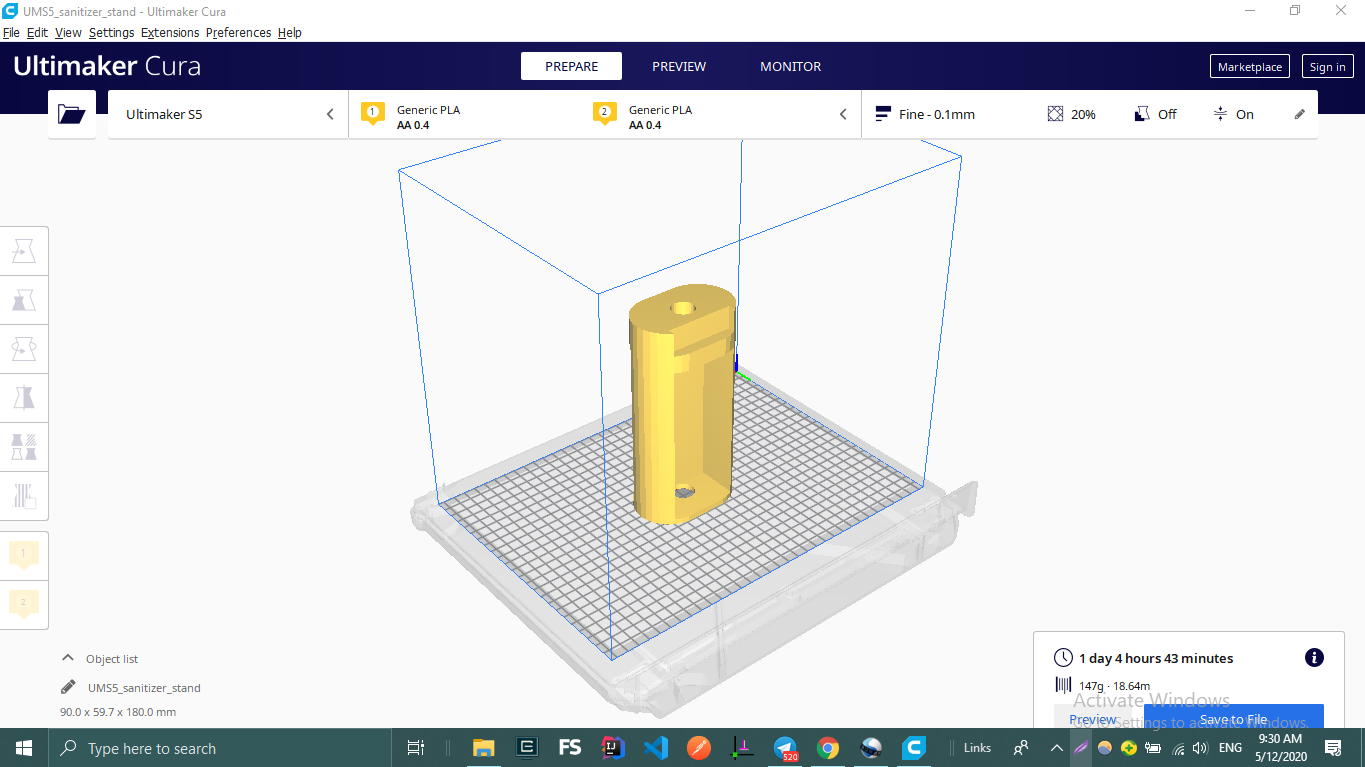 UMS5_sanitizer_stand - Ultimaker Cura
File Edit View Settings Extensions Preferences Help
Ultimaker Cura
PREPARE PREVIEW MONITOR
Marketplace Sign in
Ultimaker S5
1 Generic PLA
AA 0.4
2 Generic PLA
AA 0.4
Fine - 0.1mm 20% Off On
1
2
Object list
UMS5_sanitizer_stand
90.0 x 59.7 x 180.0 mm
1 day 4 hours 43 minutes
147g · 18.64m
Activate Windows
Go to Settings to activate Windows.
Preview Save to File
Type here to search
FS
520
Links
ENG
9:30 AM
5/12/2020